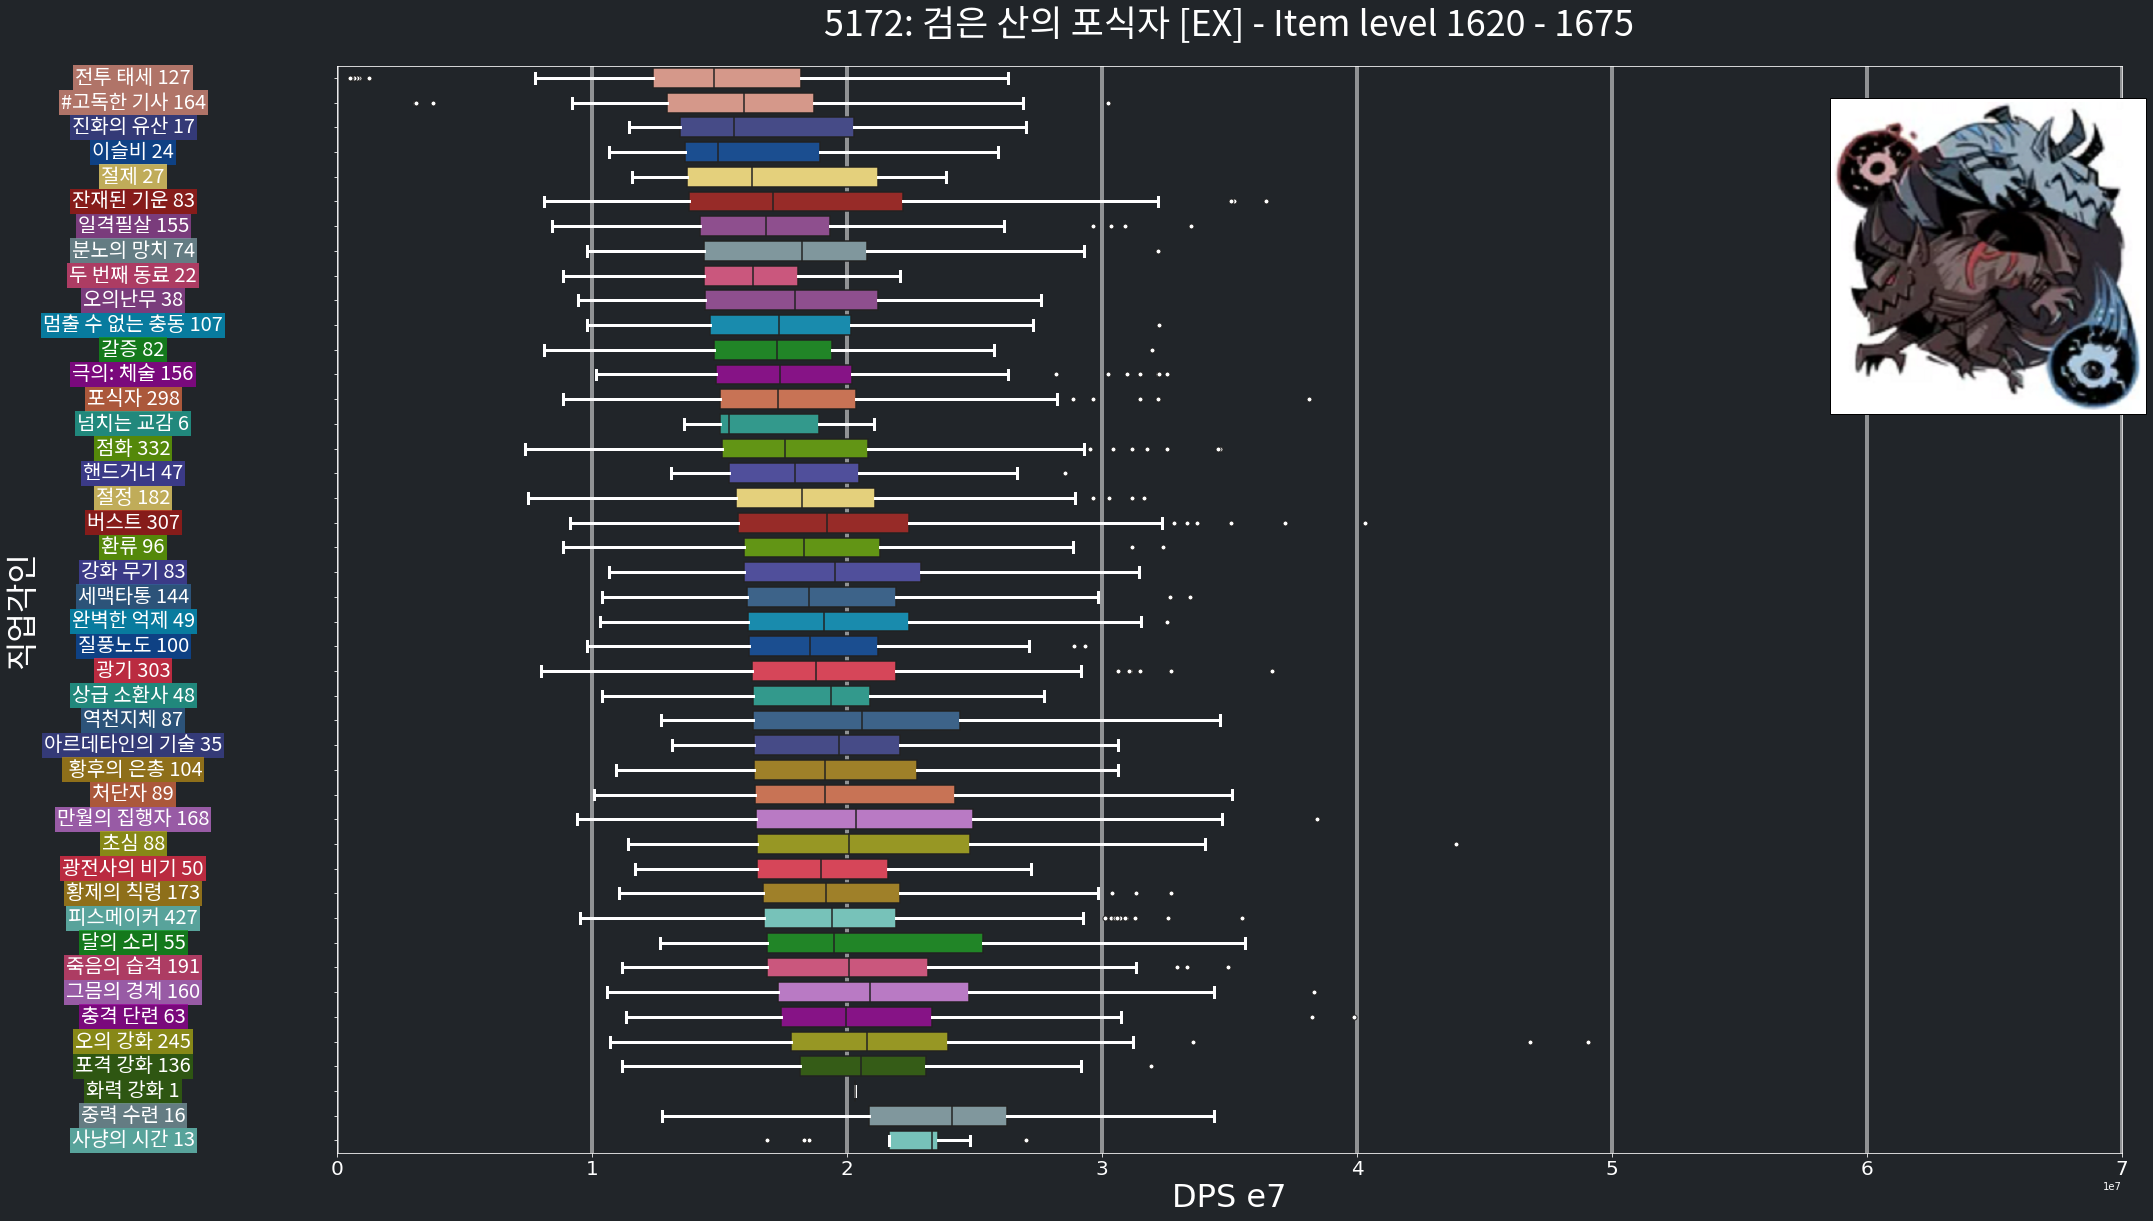 5172: 검은 산의 포식자 [EX] - Item level 1620 - 1675
직업각인
전투 태세 127
#고독한 기사 164
진화의 유산 17
이슬비 24
절제 27
잔재된 기운 83
일격필살 155
분노의 망치 74
두 번째 동료 22
오의난무 38
멈출 수 없는 충동 107
갈증 82
극의: 체술 156
포식자 298
넘치는 교감 6
점화 332
핸드거너 47
절정 182
버스트 307
환류 96
강화 무기 83
세맥타통 144
완벽한 억제 49
질풍노도 100
광기 303
상급 소환사 48
역천지체 87
아르데타인의 기술 35
황후의 은총 104
처단자 89
만월의 집행자 168
초심 88
광전사의 비기 50
황제의 칙령 173
피스메이커 427
달의 소리 55
죽음의 습격 191
그믐의 경계 160
충격 단련 63
오의 강화 245
포격 강화 136
화력 강화 1
중력 수련 16
사냥의 시간 13
0 1 2 3 4 5 6 7
1e7
DPS e7